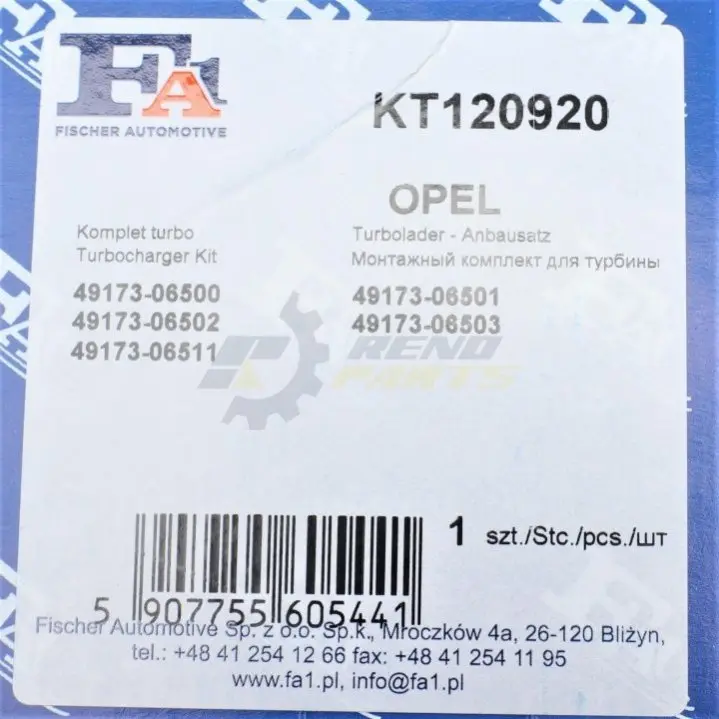 FA1
FISCHER AUTOMOTIVE
KT120920
OPEL
Komplet turbo
Turbocharger Kit
Turbolader - Anbausatz
Монтажный комплект для турбины
49173-06500
49173-06501
49173-06502
49173-06503
49173-06511
RENO
PARTS
1 szt./Stc./pcs./шт
5 907755 605441
Fischer Automotive Sp. z o.o. Sp.k., Mroczków 4a, 26-120 Bliżyn,
tel.: +48 41 254 12 66 fax: +48 41 254 11 95
www.fa1.pl, info@fa1.pl